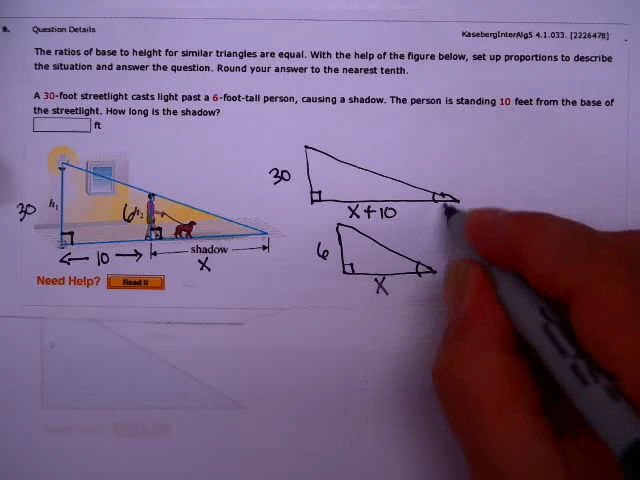 9. Question Details
KasebergInterAlg5 4.1.033. [2226478]
The ratios of base to height for similar triangles are equal. With the help of the figure below, set up proportions to describe
the situation and answer the question. Round your answer to the nearest tenth.
A 30-foot streetlight casts light past a 6-foot-tall person, causing a shadow. The person is standing 10 feet from the base of
the streetlight. How long is the shadow?
ft
30 h₁
6 h₂
10
shadow
x
30
x+10
6
x
Need Help? Read It